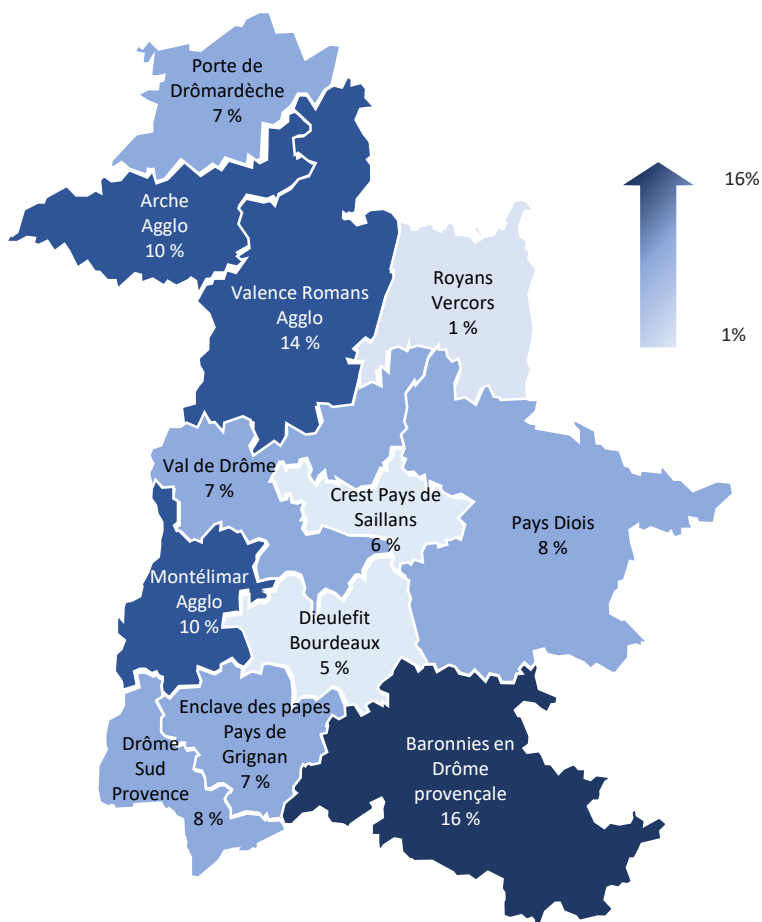 Porte de
Drômardèche
7 %
16%
Arche
Agglo
10 %
Royans
Vercors
1 %
Valence Romans
Agglo
14 %
1%
Val de Drôme
7 %
Crest Pays de
Saillans
6 %
Pays Diois
8 %
Montélimar
Agglo
10 %
Dieulefit
Bourdeaux
5 %
Enclave des papes
Pays de
Grignan
7 %
Drôme
Sud
Provence
8 %
Baronnies en
Drôme
provençale
16 %